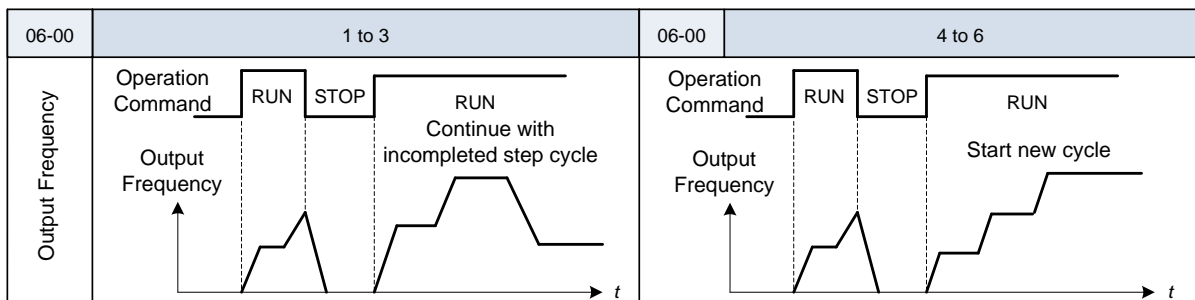 06-00
1 to 3
06-00
4 to 6
Output Frequency
Operation
Command
RUN
STOP
RUN
Continue with
incompleted step cycle
Output
Frequency
t
Operation
Command
RUN
STOP
RUN
Start new cycle
Output
Frequency
t